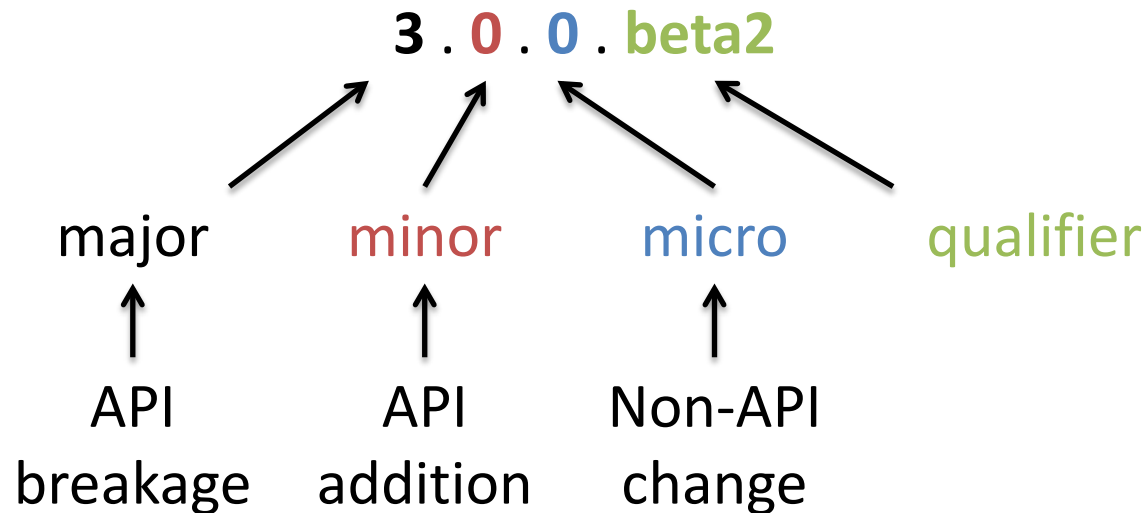 3 . 0 . 0 . beta2
major minor micro qualifier
API API Non-API
breakage addition change